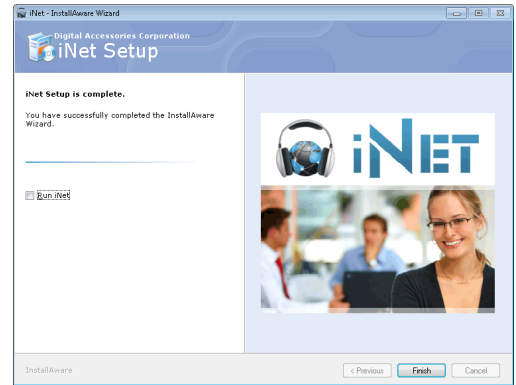 iNet - InstallAware Wizard
Digital Accessories Corporation
iNet Setup
iNet Setup is complete.
You have successfully completed the InstallAware
Wizard.
Run iNet
iNET
InstallAware
< Previous
Finish
Cancel